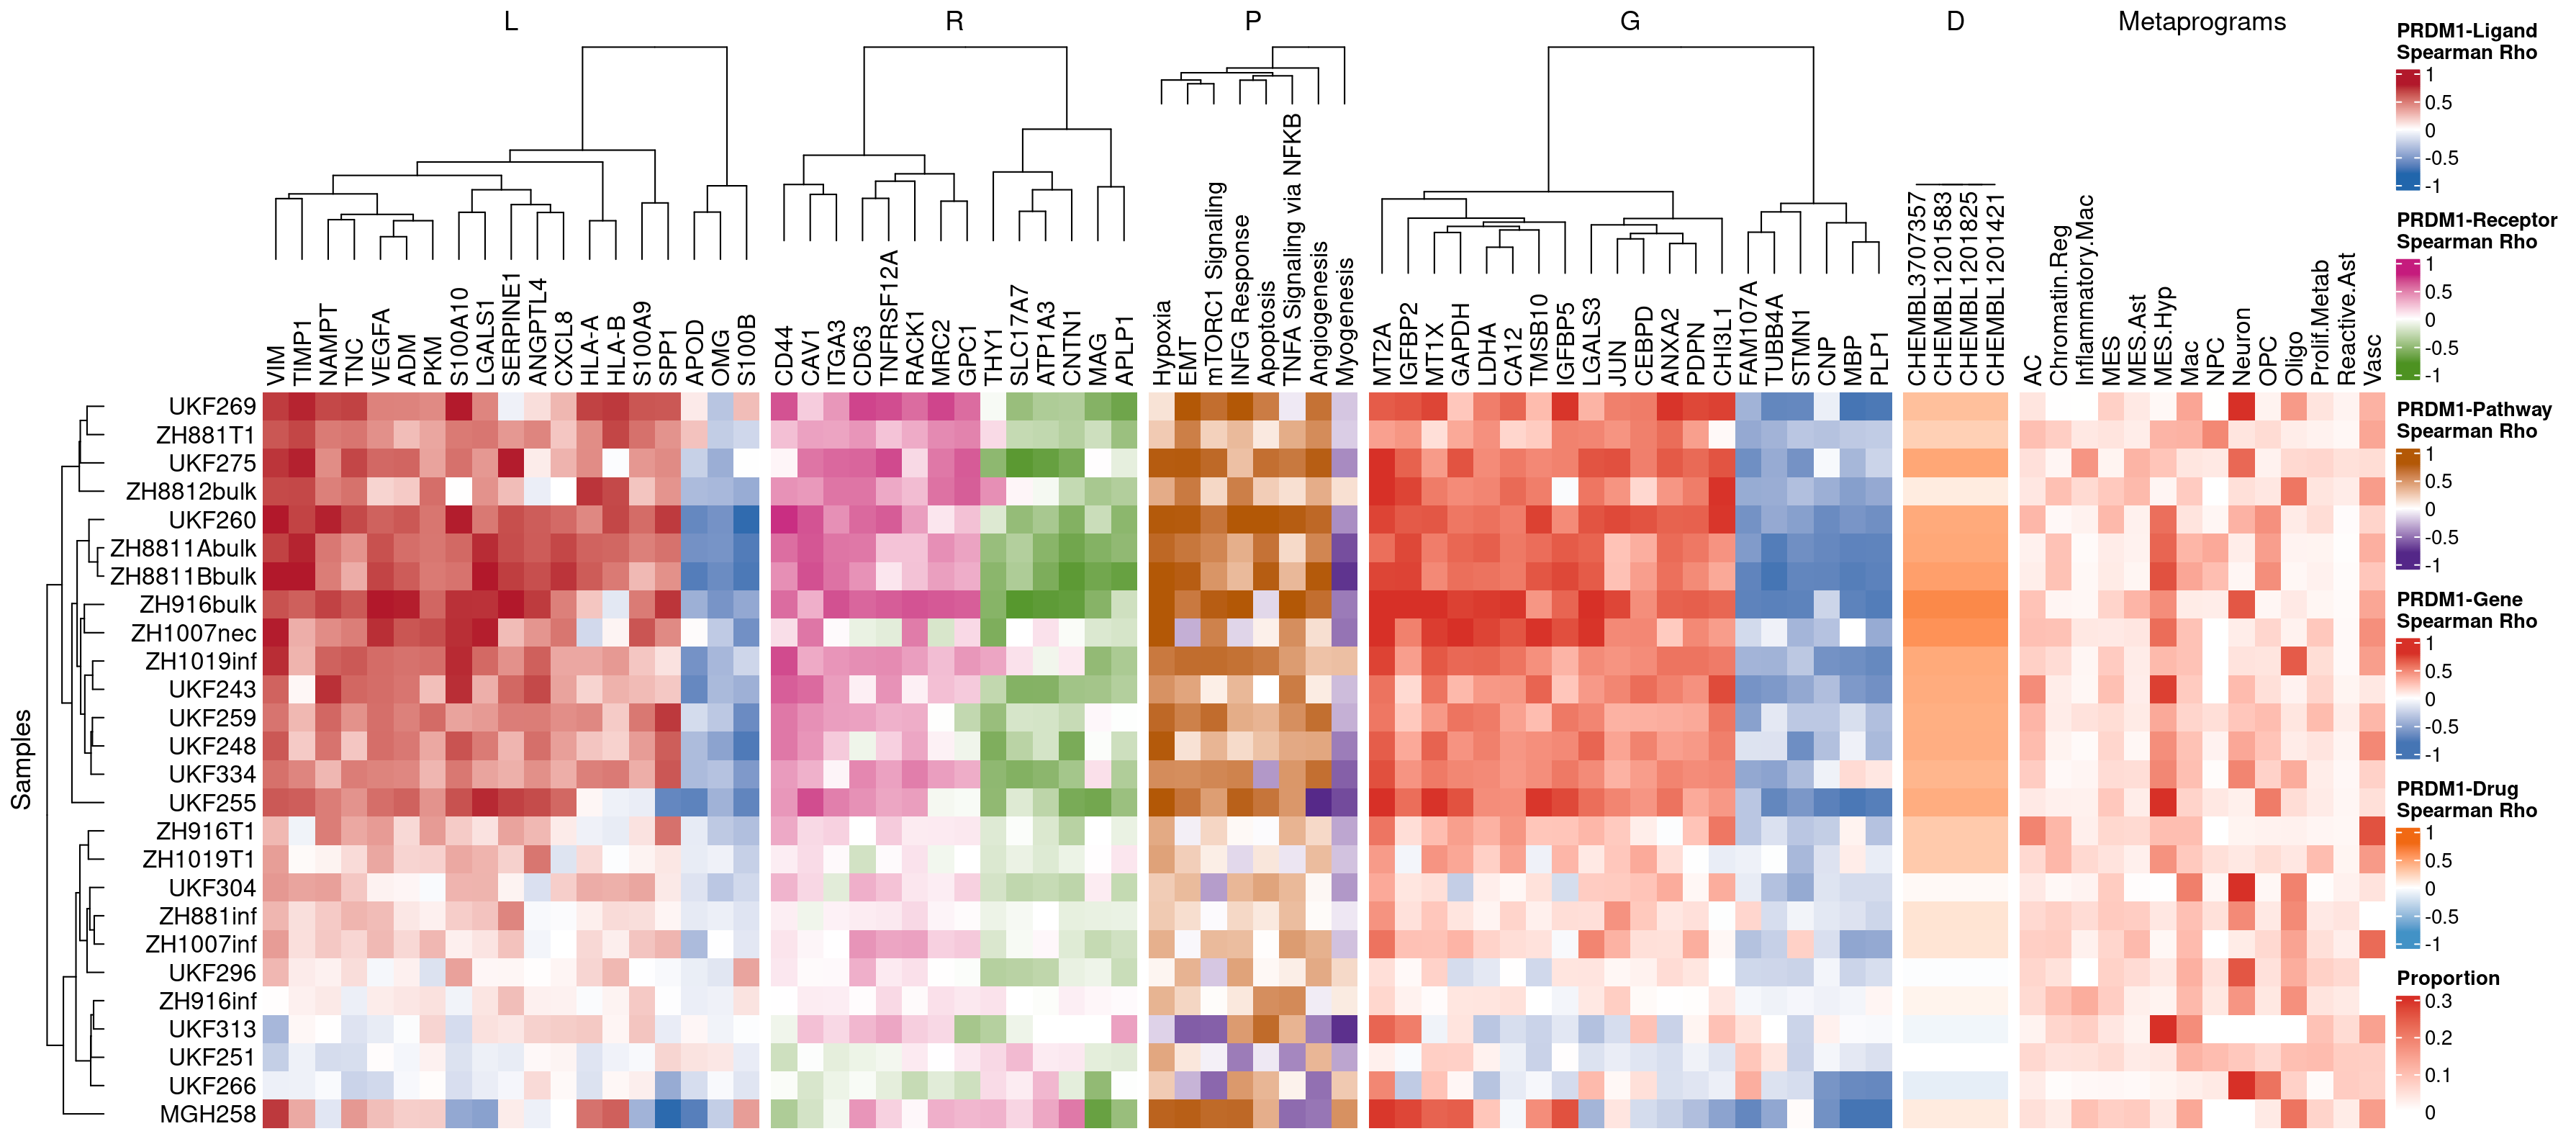 L
R
P
G
D
Metaprograms
VIM
TIMP1
NAMPT
TNC
VEGFA
ADM
PKM
S100A10
LGALS1
SERPINE1
ANGPTL4
CXCL8
HLA-A
HLA-B
S100A9
SPP1
APOD
OMG
S100B
CD44
CAV1
ITGA3
CD63
TNFRSF12A
RACK1
MRC2
GPC1
THY1
SLC17A7
ATP1A3
CNTN1
MAG
APLP1
Hypoxia
EMT
mTORC1 Signaling
INFG Response
Apoptosis
TNFA Signaling via NFKB
Angiogenesis
Myogenesis
MT2A
IGFBP2
MT1X
GAPDH
LDHA
CA12
TMSB10
IGFBP5
LGALS3
JUN
CEBPD
ANXA2
PDPN
CHI3L1
FAM107A
TUBB4A
STMN1
CNP
MBP
PLP1
CHEMBL3707357
CHEMBL1201583
CHEMBL1201825
CHEMBL1201421
AC
Chromatin.Reg
Inflammatory.Mac
MES
MES.Ast
MES.Hyp
Mac
NPC
Neuron
OPC
Oligo
Prolif.Metab
Reactive.Ast
Vasc
Samples
UKF269
ZH881T1
UKF275
ZH8812bulk
UKF260
ZH8811Abulk
ZH8811Bbulk
ZH916bulk
ZH1007nec
ZH1019inf
UKF243
UKF259
UKF248
UKF334
UKF255
ZH916T1
ZH1019T1
UKF304
ZH881inf
ZH1007inf
UKF296
ZH916inf
UKF313
UKF251
UKF266
MGH258
PRDM1-Ligand
Spearman Rho
1
0.5
0
-0.5
-1
PRDM1-Receptor
Spearman Rho
1
0.5
0
-0.5
-1
PRDM1-Pathway
Spearman Rho
1
0.5
0
-0.5
-1
PRDM1-Gene
Spearman Rho
1
0.5
0
-0.5
-1
PRDM1-Drug
Spearman Rho
1
0.5
0
-0.5
-1
Proportion
0.3
0.2
0.1
0